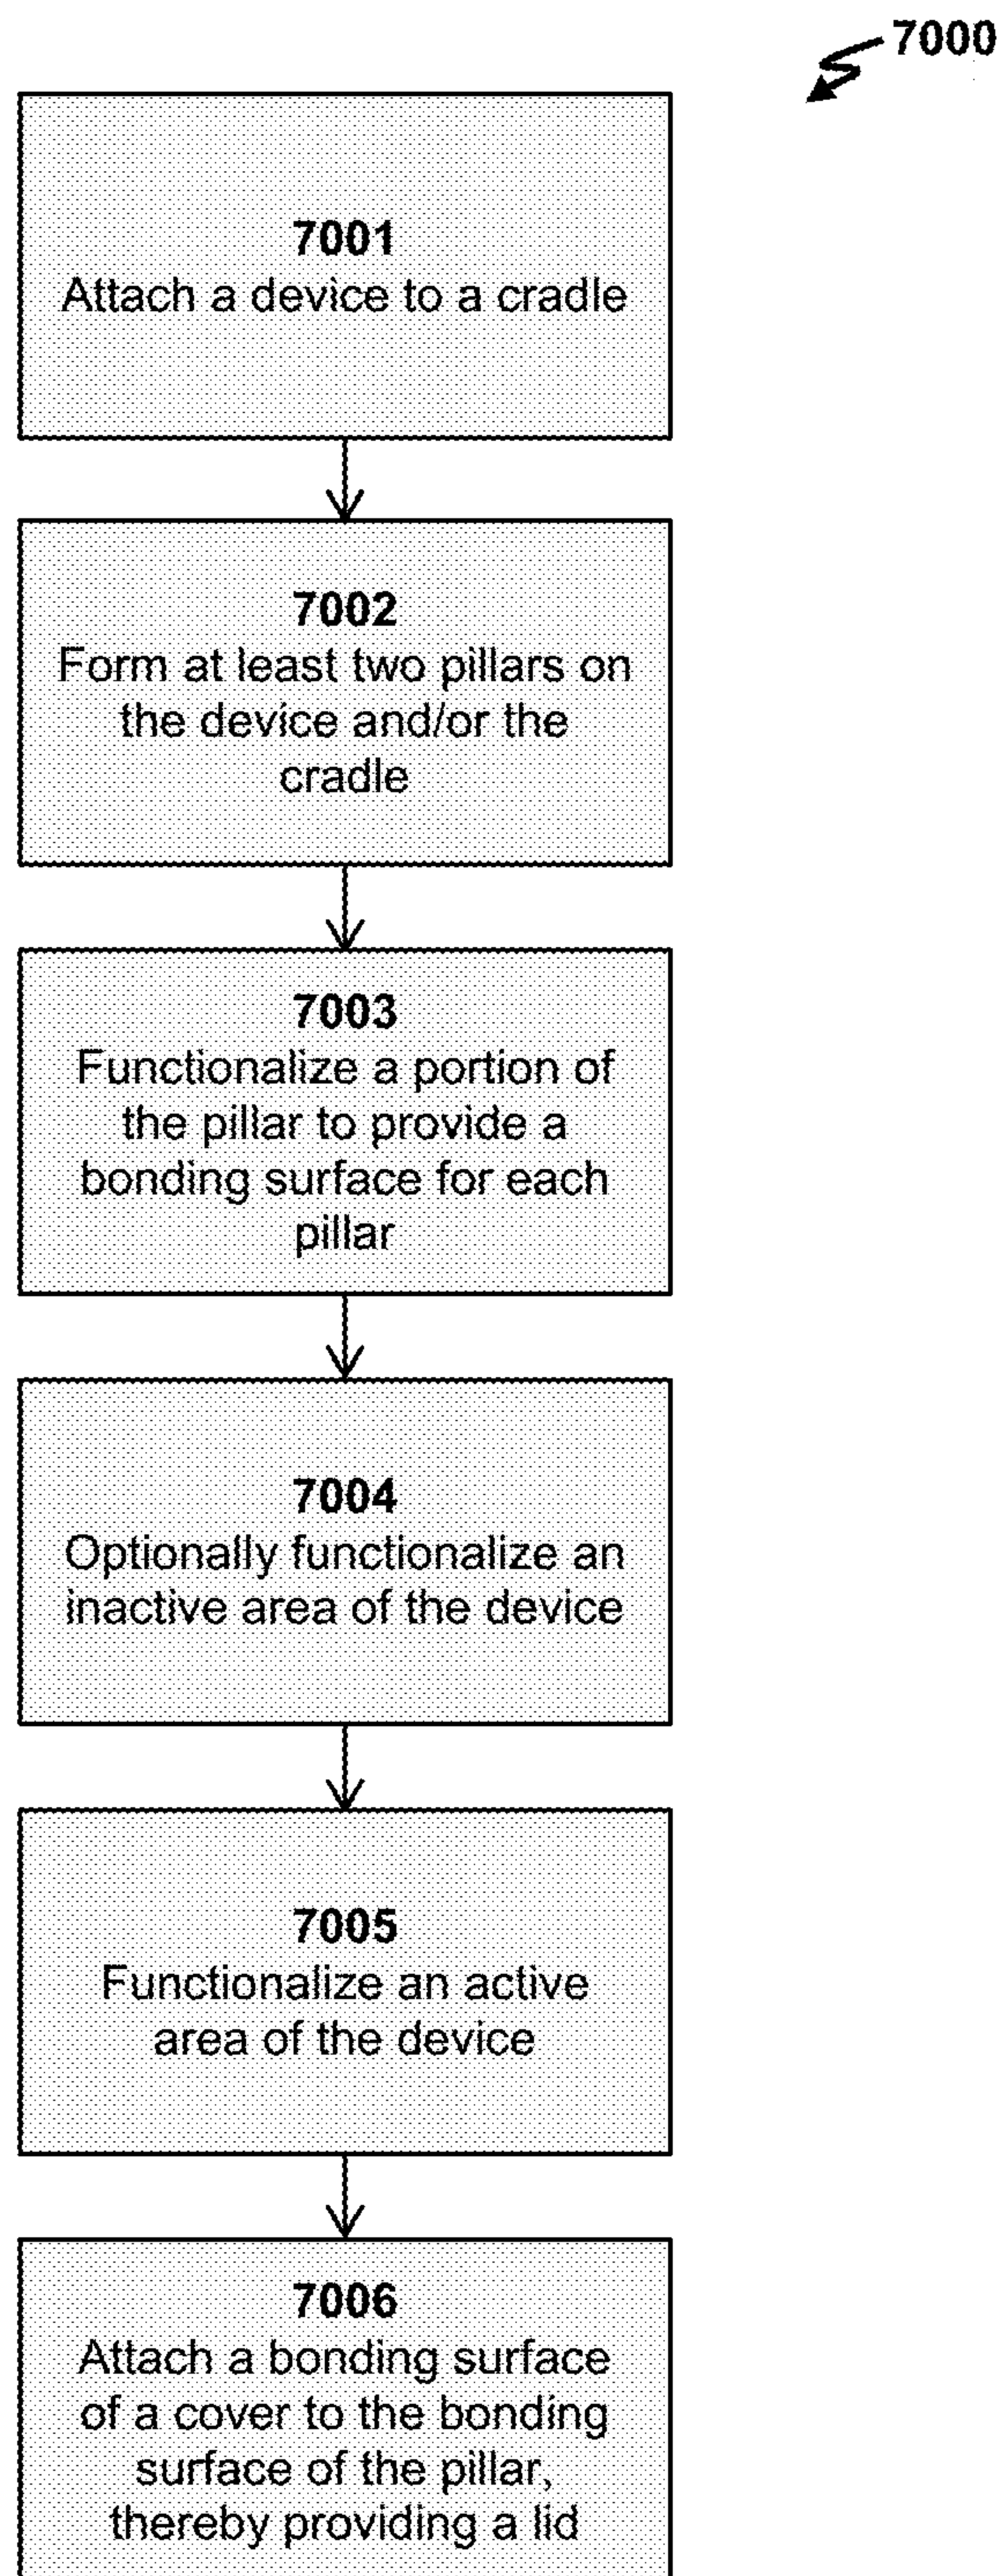 7000
7001
Attach a device to a cradle
7002
Form at least two pillars on
the device and/or the
cradle
7003
Functionalize a portion of
the pillar to provide a
bonding surface for each
pillar
7004
Optionally functionalize an
inactive area of the device
7005
Functionalize an active
area of the device
7006
Attach a bonding surface
of a cover to the bonding
surface of the pillar,
thereby providing a lid